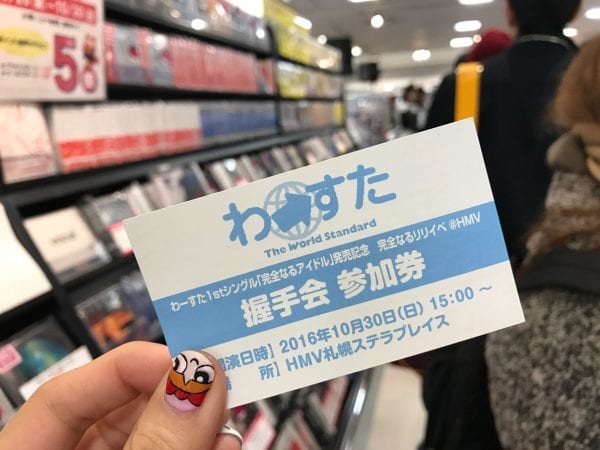 わーすた
The World Standard
わーすた1stシングル「完全なるアイドル」発売記念 完全なるリリイベ @HMV
握手会 参加券
演日時】2016年10月30日(日) 15:00～
所】HMV札幌ステラプレイス